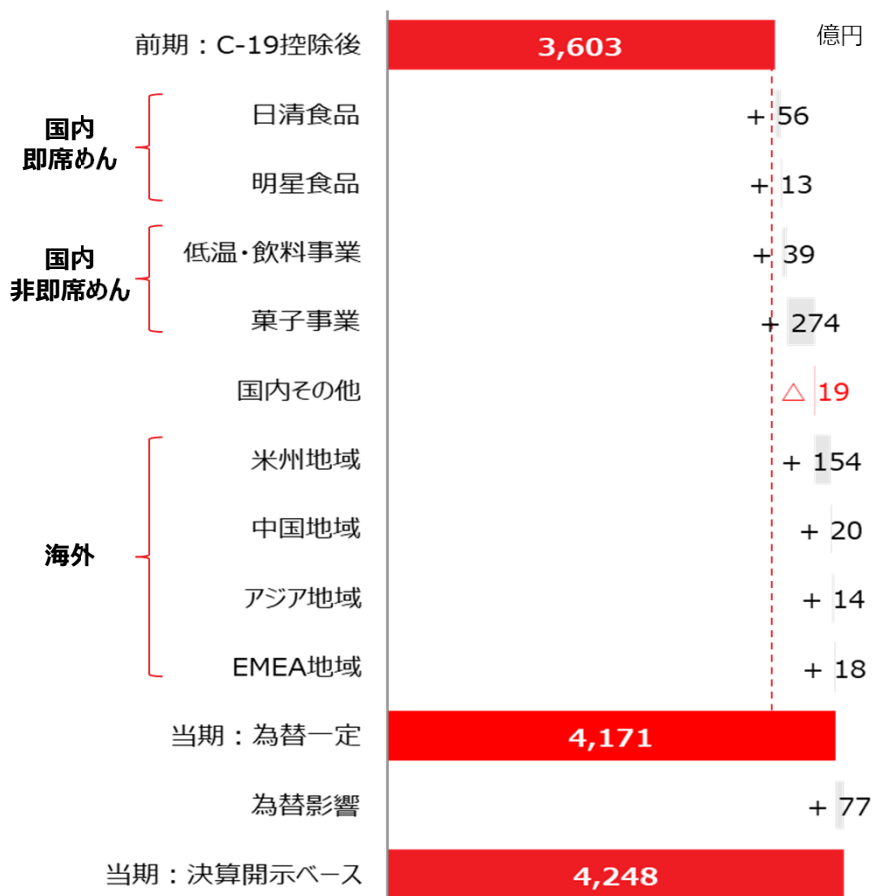 億円
前期：C-19控除後 3,603
国内
即席めん
日清食品 + 56
明星食品 + 13
国内
非即席めん
低温・飲料事業 + 39
菓子事業 + 274
国内その他 △ 19
海外
米州地域 + 154
中国地域 + 20
アジア地域 + 14
EMEA地域 + 18
当期：為替一定 4,171
為替影響 + 77
当期：決算開示ベース 4,248